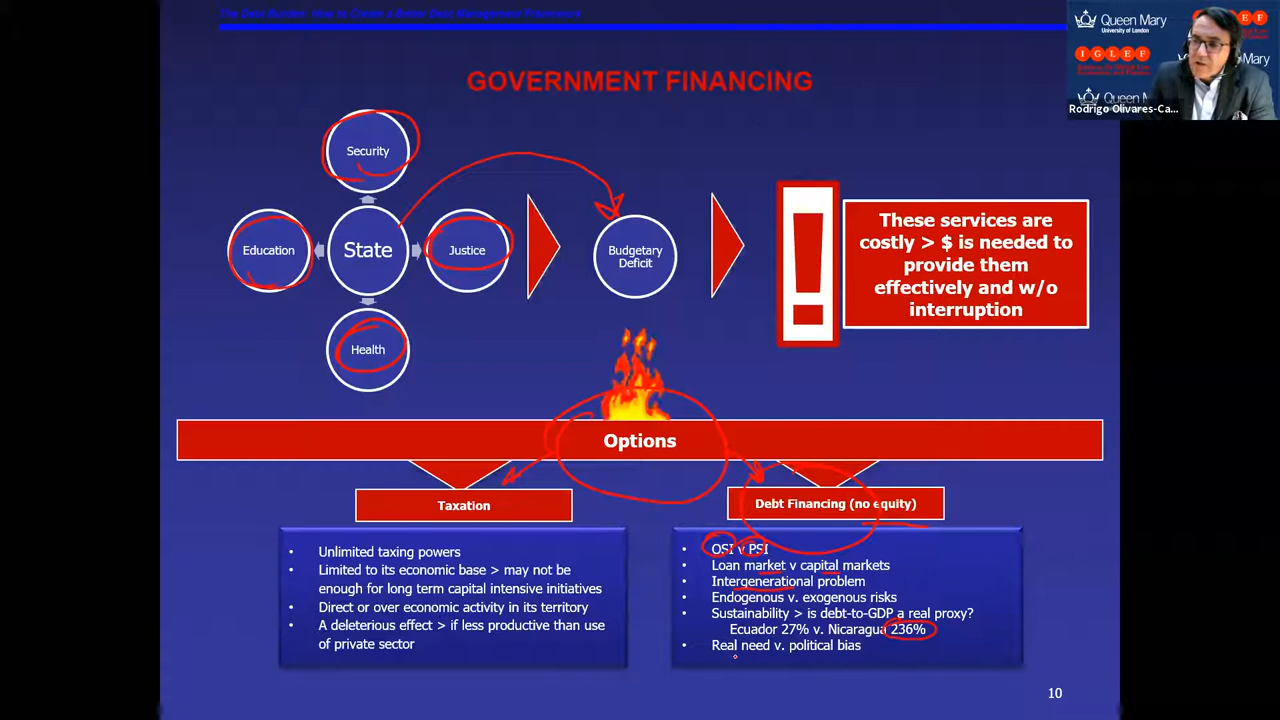 The Debt Burden: How to Create a Better Debt Management Framework
Queen Mary
University of London
I G L E F
Queen M
Mary
E F
Rodrigo Olivares-Ca...
GOVERNMENT FINANCING
Security
Education
State
Justice
Health
Budgetary
Deficit
!
These services are
costly > $ is needed to
provide them
effectively and w/o
interruption
Options
Taxation
Debt Financing (no equity)
• Unlimited taxing powers
• Limited to its economic base > may not be
enough for long term capital intensive initiatives
• Direct or over economic activity in its territory
• A deleterious effect > if less productive than use
of private sector
• OSI v PSI
• Loan market v capital markets
• Intergenerational problem
• Endogenous v. exogenous risks
• Sustainability > is debt-to-GDP a real proxy?
Ecuador 27% v. Nicaragua 236%
• Real need v. political bias
10